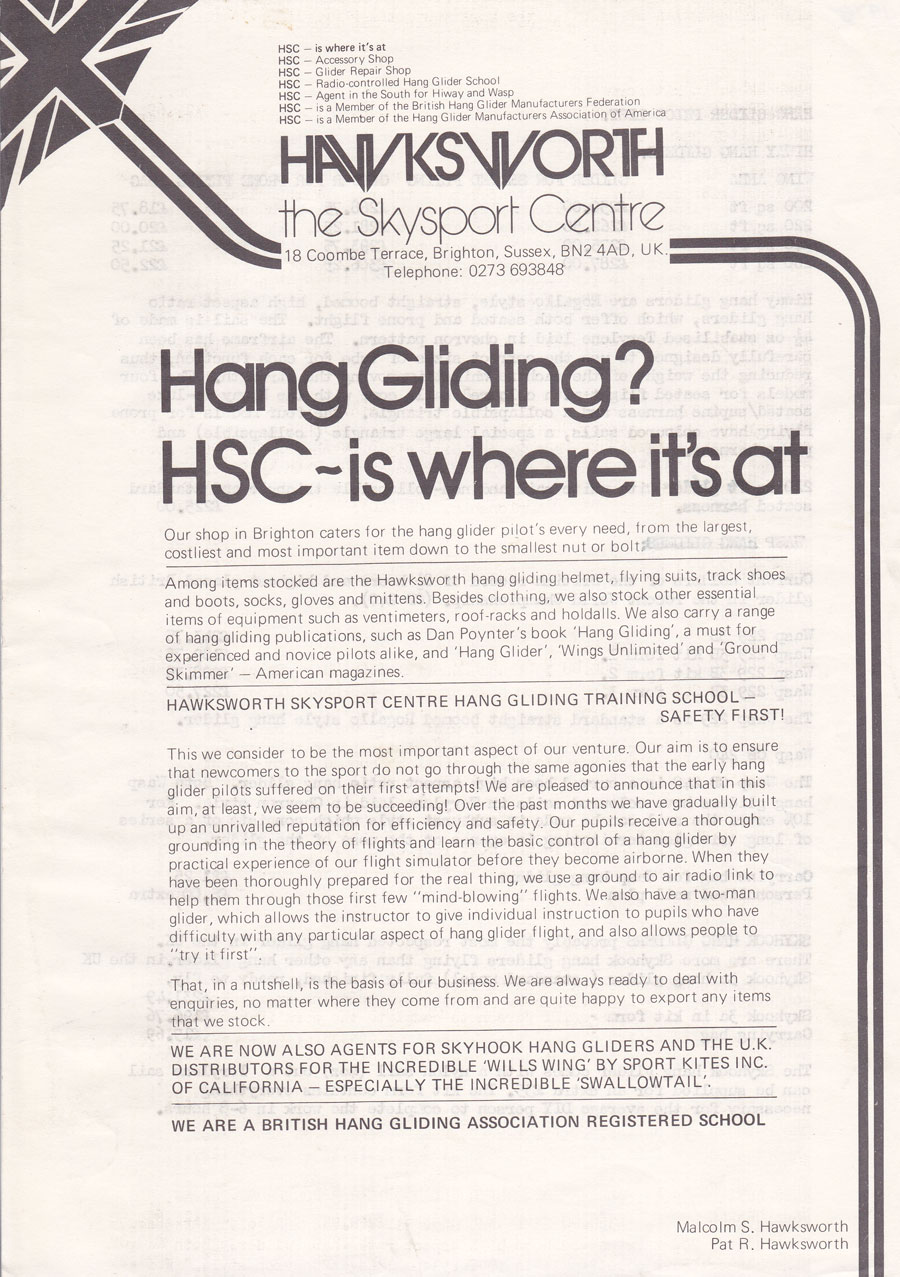 HSC – is where it's at
HSC – Accessory Shop
HSC – Glider Repair Shop
HSC – Radio-controlled Hang Glider School
HSC – Agent in the South for Hiway and Wasp
HSC – is a Member of the British Hang Glider Manufacturers Federation
HSC – is a Member of the Hang Glider Manufacturers Association of America
HAWKSWORTH
the Skysport Centre
18 Coombe Terrace, Brighton, Sussex, BN2 4AD, UK.
Telephone: 0273 693848
Hang Gliding?
HSC~is where it's at
Our shop in Brighton caters for the hang glider pilot's every need, from the largest,
costliest and most important item down to the smallest nut or bolt.
Among items stocked are the Hawksworth hang gliding helmet, flying suits, track shoes
and boots, socks, gloves and mittens. Besides clothing, we also stock other essential
items of equipment such as ventimeters, roof-racks and holdalls. We also carry a range
of hang gliding publications, such as Dan Poynter's book 'Hang Gliding', a must for
experienced and novice pilots alike, and 'Hang Glider', 'Wings Unlimited' and 'Ground
Skimmer' – American magazines.
HAWKSWORTH SKYSPORT CENTRE HANG GLIDING TRAINING SCHOOL –
SAFETY FIRST!
This we consider to be the most important aspect of our venture. Our aim is to ensure
that newcomers to the sport do not go through the same agonies that the early hang
glider pilots suffered on their first attempts! We are pleased to announce that in this
aim, at least, we seem to be succeeding! Over the past months we have gradually built
up an unrivalled reputation for efficiency and safety. Our pupils receive a thorough
grounding in the theory of flights and learn the basic control of a hang glider by
practical experience of our flight simulator before they become airborne. When they
have been thoroughly prepared for the real thing, we use a ground to air radio link to
help them through those first few "mind-blowing" flights. We also have a two-man
glider, which allows the instructor to give individual instruction to pupils who have
difficulty with any particular aspect of hang glider flight, and also allows people to
"try it first".
That, in a nutshell, is the basis of our business. We are always ready to deal with
enquiries, no matter where they come from and are quite happy to export any items
that we stock.
WE ARE NOW ALSO AGENTS FOR SKYHOOK HANG GLIDERS AND THE U.K.
DISTRIBUTORS FOR THE INCREDIBLE 'WILLS WING' BY SPORT KITES INC.
OF CALIFORNIA – ESPECIALLY THE INCREDIBLE 'SWALLOWTAIL'.
WE ARE A BRITISH HANG GLIDING ASSOCIATION REGISTERED SCHOOL
Malcolm S. Hawksworth
Pat R. Hawksworth